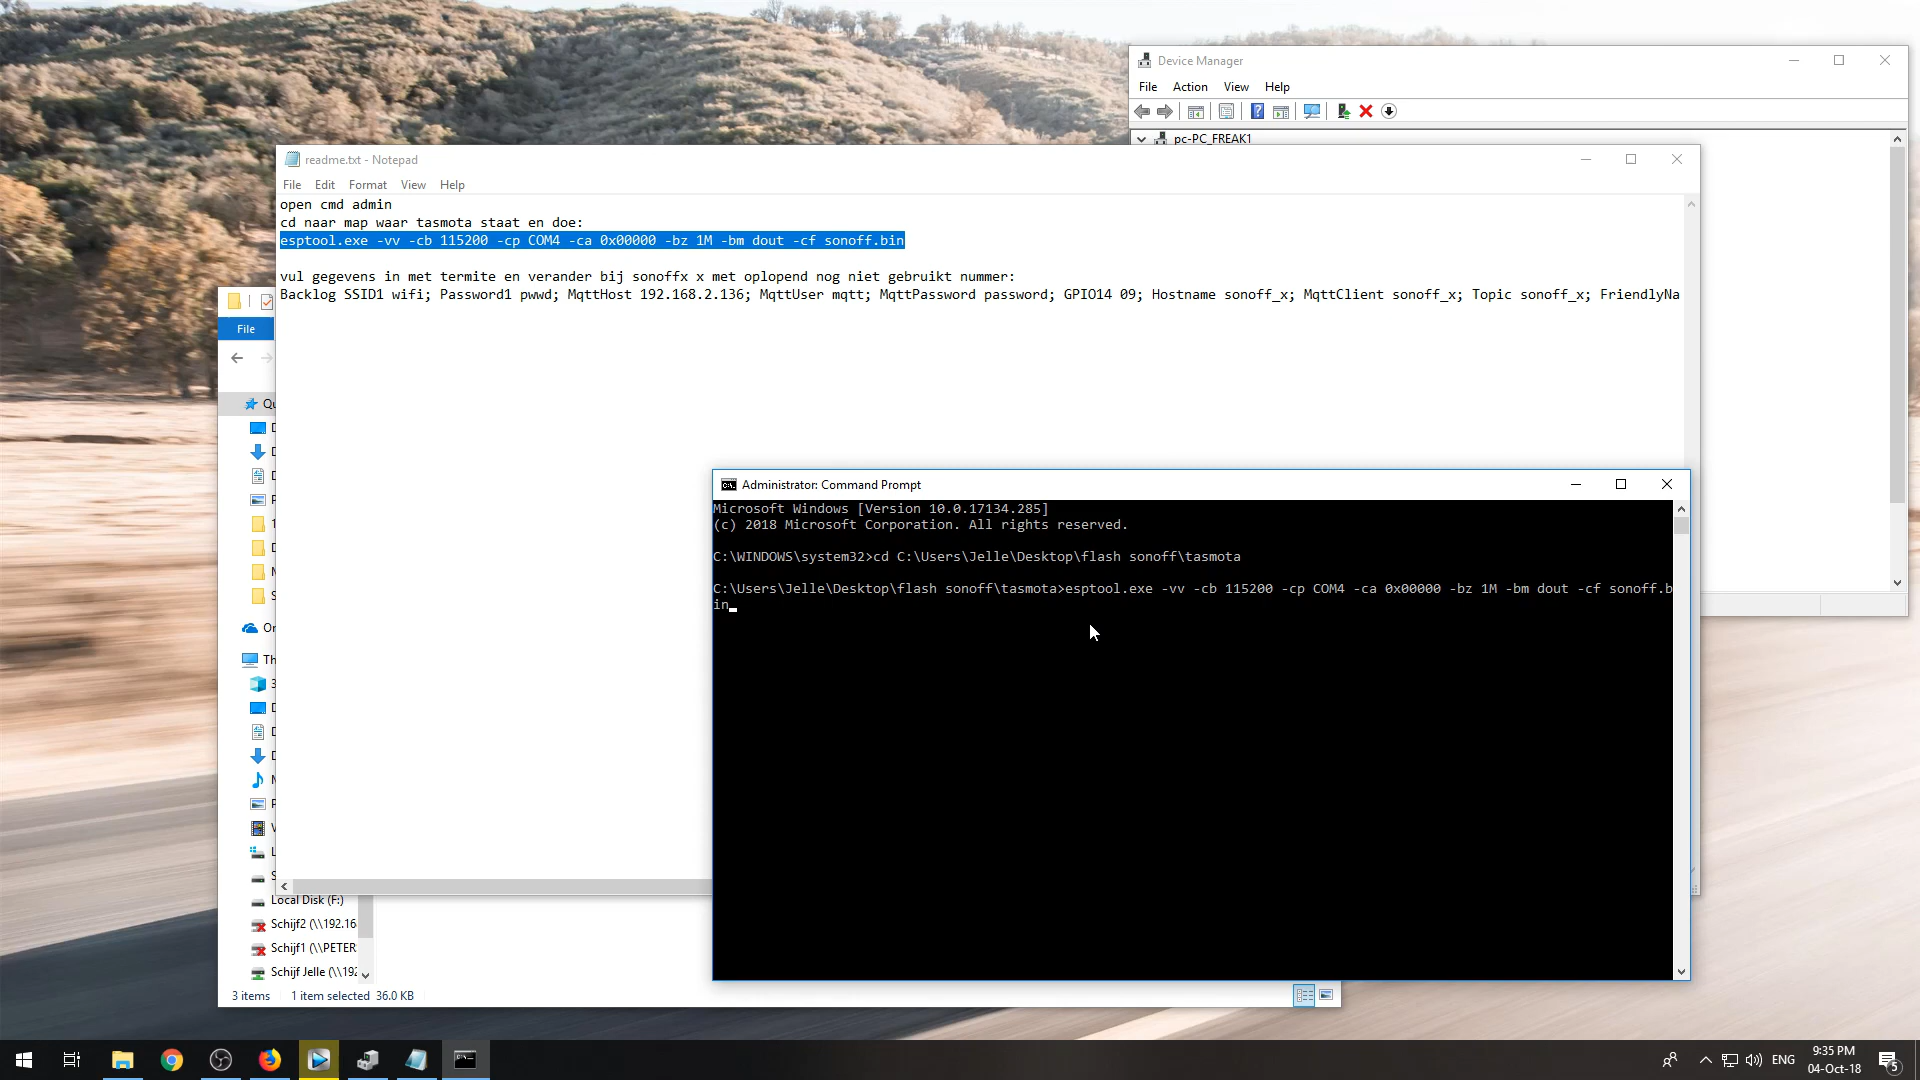 Device Manager
File Action View Help
pc-PC_FREAK1
readme.txt - Notepad
File Edit Format View Help
open cmd admin
cd naar map waar tasmota staat en doe:
esptool.exe -vv -cb 115200 -cp COM4 -ca 0x00000 -bz 1M -bm dout -cf sonoff.bin
vul gegevens in met termite en verander bij sonoffx x met oplopend nog niet gebruikt nummer:
Backlog SSID1 wifi; Password1 pwwd; MqttHost 192.168.2.136; MqttUser mqtt; MqttPassword password; GPIO14 09; Hostname sonoff_x; MqttClient sonoff_x; Topic sonoff_x; FriendlyNa
File
Administrator: Command Prompt
Microsoft Windows [Version 10.0.17134.285]
(c) 2018 Microsoft Corporation. All rights reserved.
C:\WINDOWS\system32>cd C:\Users\Jelle\Desktop\flash sonoff\tasmota
C:\Users\Jelle\Desktop\flash sonoff\tasmota>esptool.exe -vv -cb 115200 -cp COM4 -ca 0x00000 -bz 1M -bm dout -cf sonoff.b
in
Local Disk (F:)
Schijf2 (\\192.16
Schijf1 (\\PETER
Schijf Jelle (\\192
3 items 1 item selected 36.0 KB
ENG
9:35 PM
04-Oct-18
5